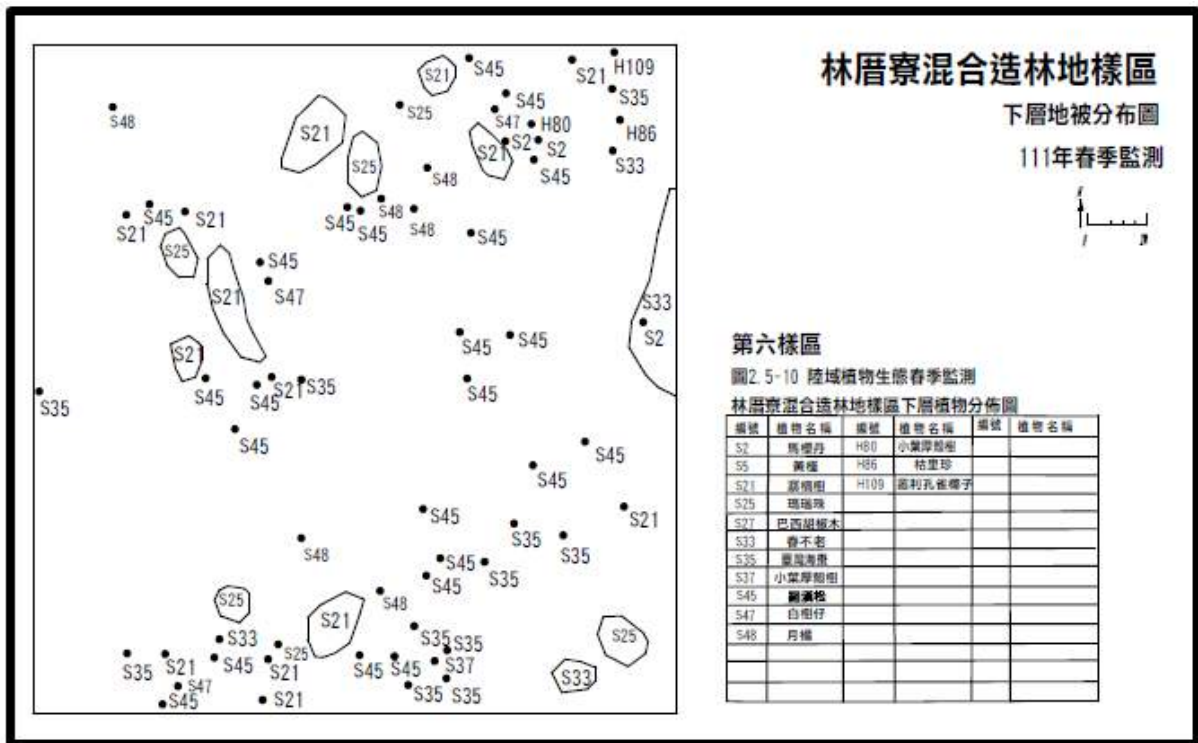 林厝寮混合造林地樣區
下層地被分布圖
111年春季監測
S21
S45
S21
H109
S35
S25
S45
S47
H80
H86
S48
S21
S21
S2
S2
S33
S25
S45
S48
S45
S21
S21
S45
S45
S48
S48
S45
S25
S45
S21
S47
S33
S2
S45
S45
S21
S45
S45
S45
S21
S35
S35
S45
S45
S45
S45
S21
S35
S35
S48
S45
S35
S45
S25
S48
S21
S25
S33
S35
S35
S25
S35
S21
S45
S21
S45
S45
S37
S33
S47
S35
S35
S45
S21
第六樣區
圖2.5-10 陸域植物生態春季監測
林厝寮混合造林地樣區下層植物分佈圖
編號 植物名稱 編號 植物名稱 編號 植物名稱
S2 馬櫻丹 H80 小葉厚殼樹
S5 黃槿 H86 枯里珍
S21 潺槁樹 H109 叢利孔雀椰子
S25 瑪瑙珠
S27 巴西胡椒木
S33 春不老
S35 臺灣海棗
S37 小葉厚殼樹
S45 羅漢松
S47 白樹仔
S48 月橘